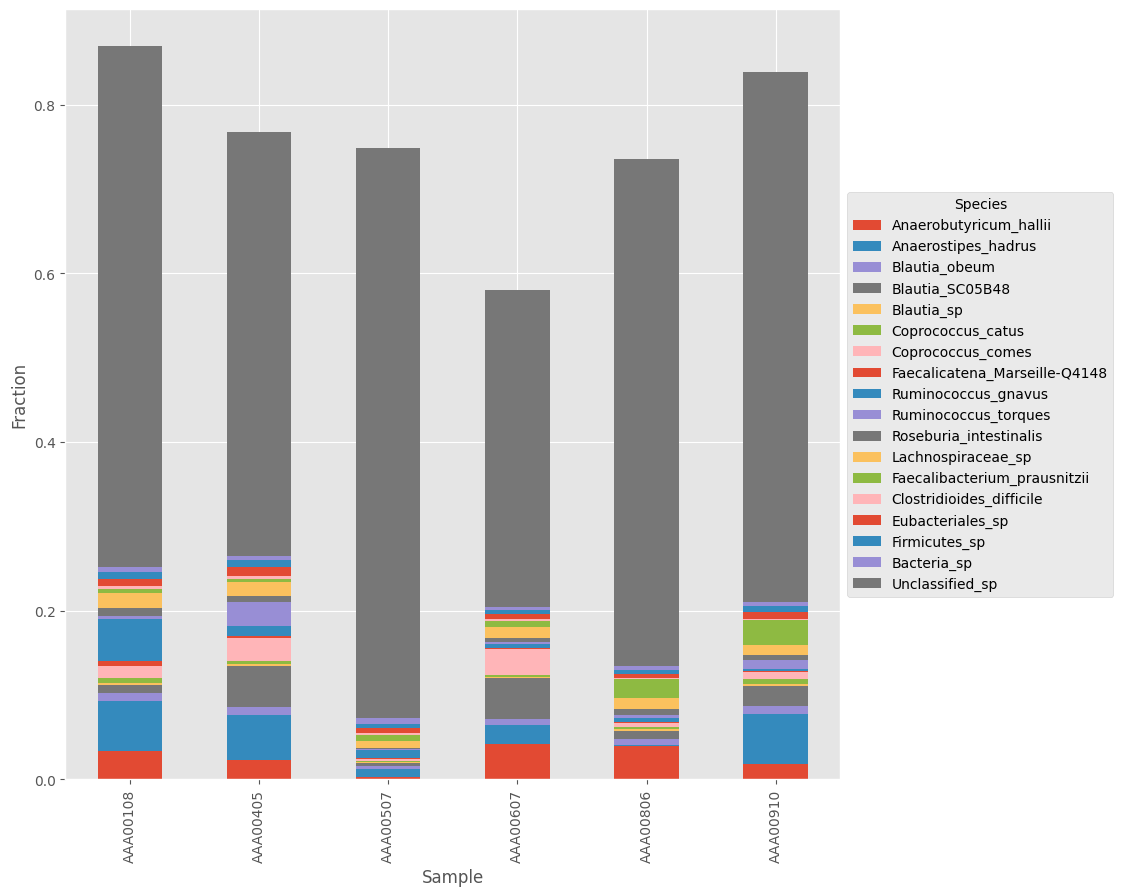 Fraction
0.8
0.6
0.4
0.2
0.0
AAA00108
AAA00405
AAA00507
AAA00607
AAA00806
AAA00910
Sample
Species
Anaerobutyricum_hallii
Anaerostipes_hadrus
Blautia_obeum
Blautia_SC05B48
Blautia_sp
Coprococcus_catus
Coprococcus_comes
Faecalicatena_Marseille-Q4148
Ruminococcus_gnavus
Ruminococcus_torques
Roseburia_intestinalis
Lachnospiraceae_sp
Faecalibacterium_prausnitzii
Clostridioides_difficile
Eubacteriales_sp
Firmicutes_sp
Bacteria_sp
Unclassified_sp